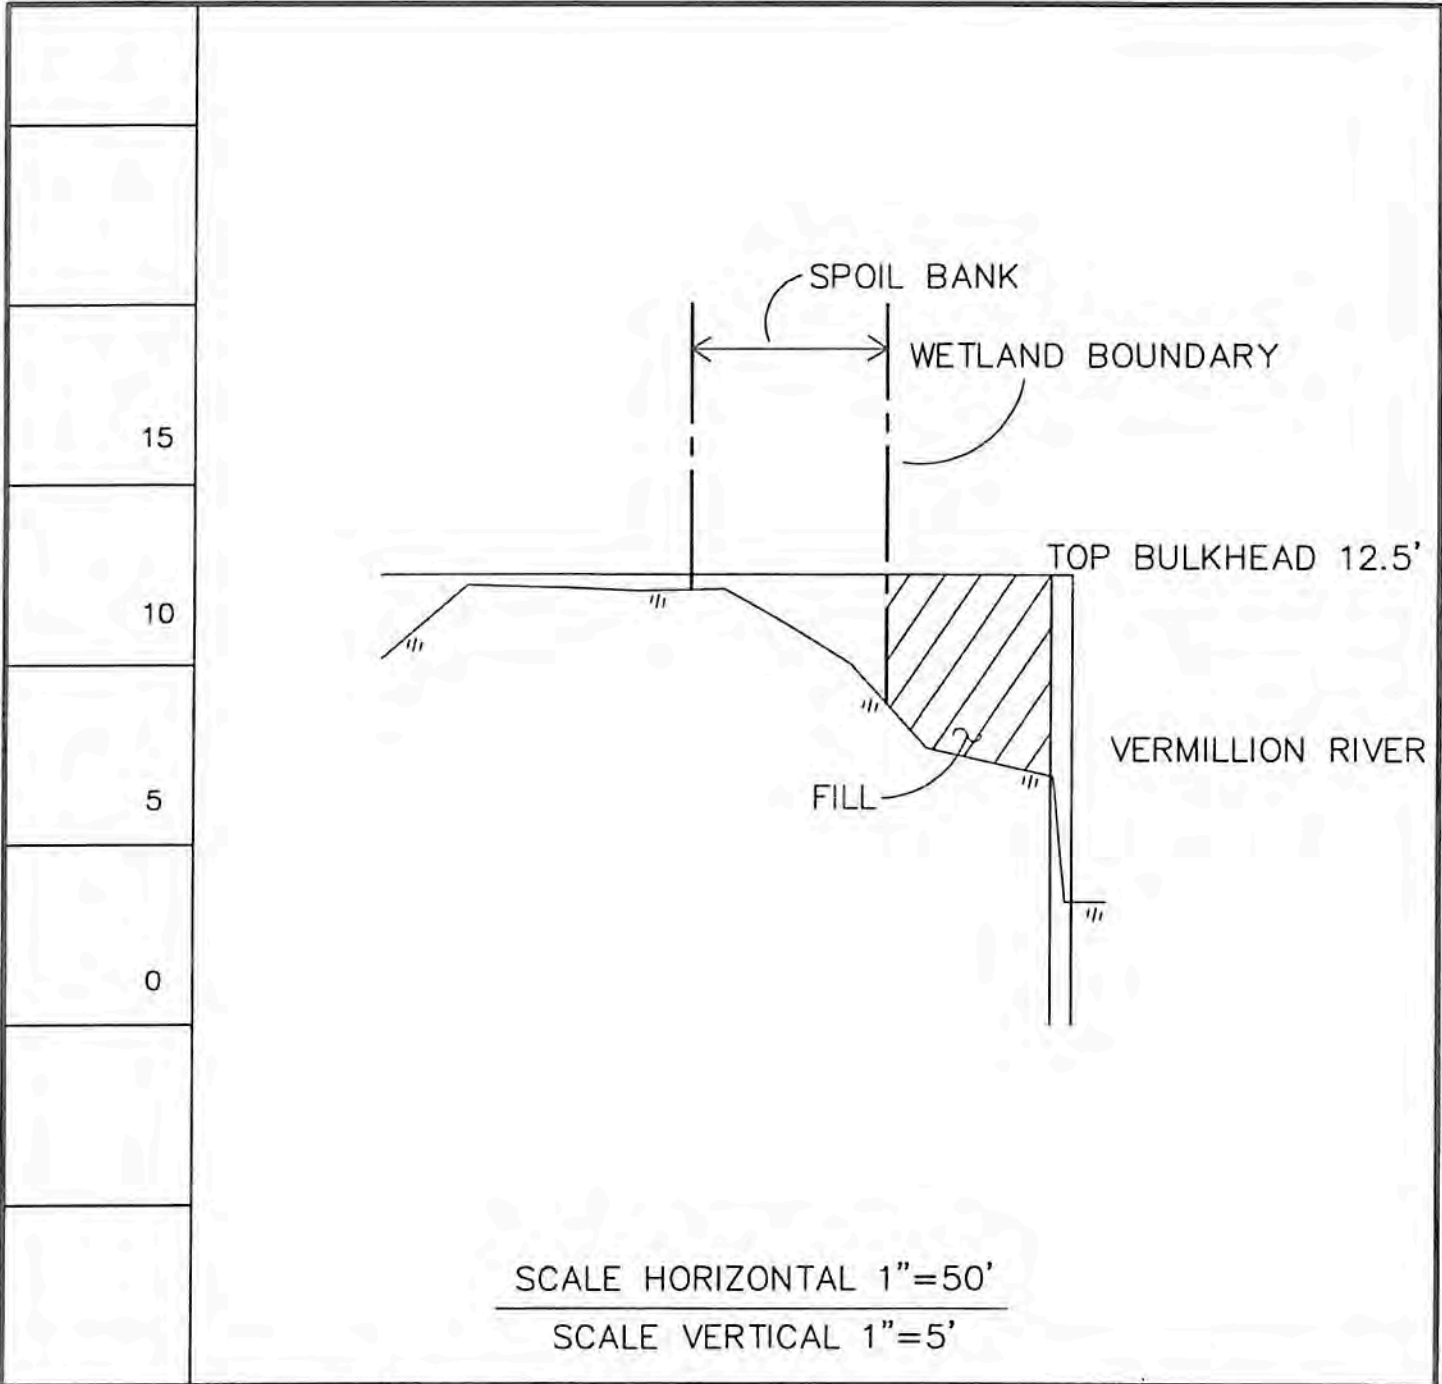 SPOIL BANK
WETLAND BOUNDARY
15
TOP BULKHEAD 12.5'
10
VERMILLION RIVER
5
FILL
0
SCALE HORIZONTAL 1"=50'
SCALE VERTICAL 1"=5'